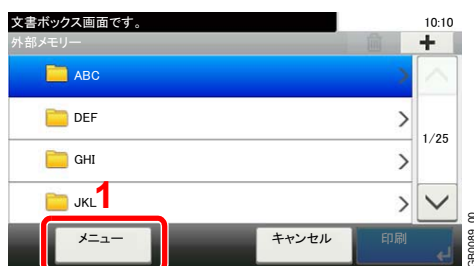 文書ボックス画面です。 10:10
外部メモリー
ABC
DEF
1/25
GHI
JKL
1
メニュー キャンセル 印刷
GB0089_00